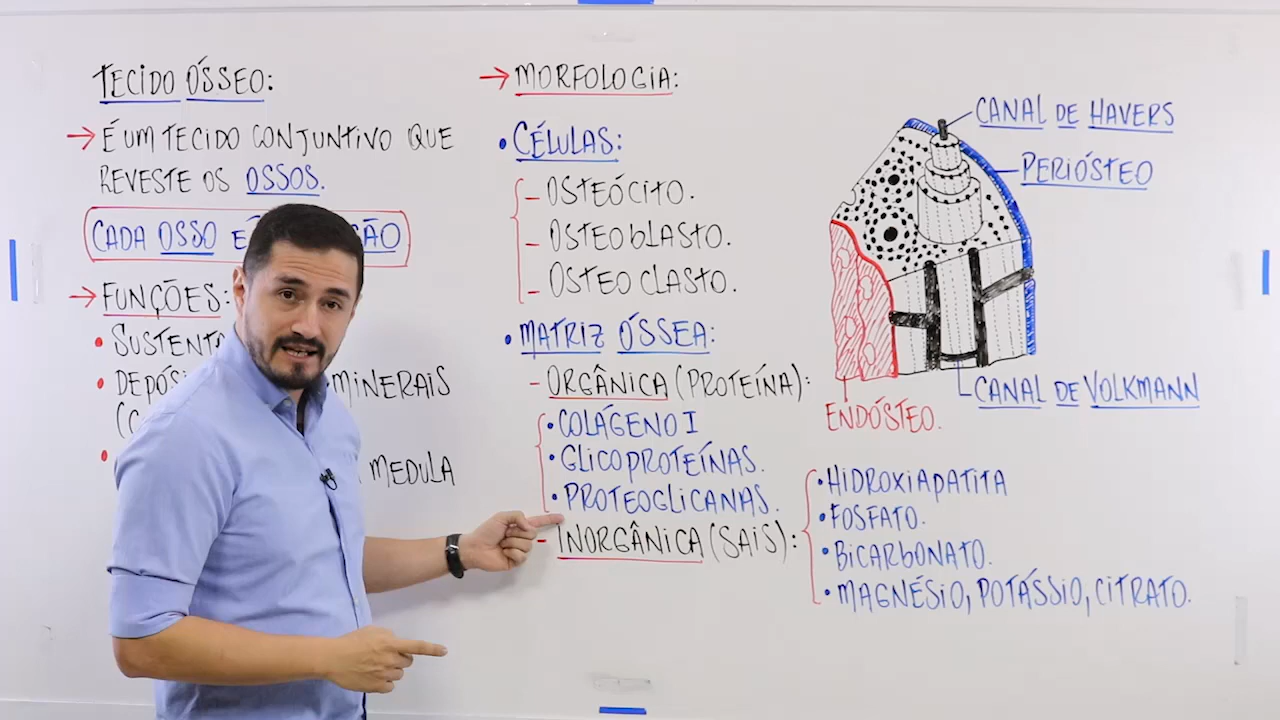 TECIDO ÓSSEO:
→ É UM TECIDO CONJUNTIVO QUE
REVESTE OS OSSOS.
CADA OSSO É
→ FUNÇÕES:
• SUSTENT
• DEPÓS MINERAIS
(C
•
MEDULA
→ MORFOLOGIA:
• CÉLULAS:
- OSTEÓCITO.
- OSTEOBLASTO.
- OSTEOCLASTO.
• MATRIZ ÓSSEA:
- ORGÂNICA (PROTEÍNA):
• COLÁGENO I
• GLICOPROTEÍNAS.
• PROTEOGLICANAS.
- INORGÂNICA (SAIS):
• HIDROXIAPATITA
• FOSFATO.
• BICARBONATO.
• MAGNÉSIO, POTÁSSIO, CITRATO.
CANAL DE HAVERS
PERIÓSTEO
CANAL DE VOLKMANN
ENDÓSTEO.